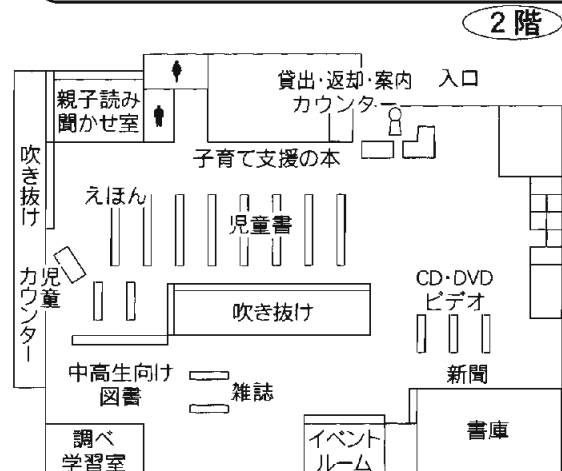 2階
貸出・返却・案内
カウンター
入口
親子読み
聞かせ室
子育て支援の本
吹き抜け
えほん
児童書
児童
カウンター
CD・DVD
ビデオ
吹き抜け
中高生向け
図書
雑誌
新聞
調べ
学習室
イベント
ルーム
書庫